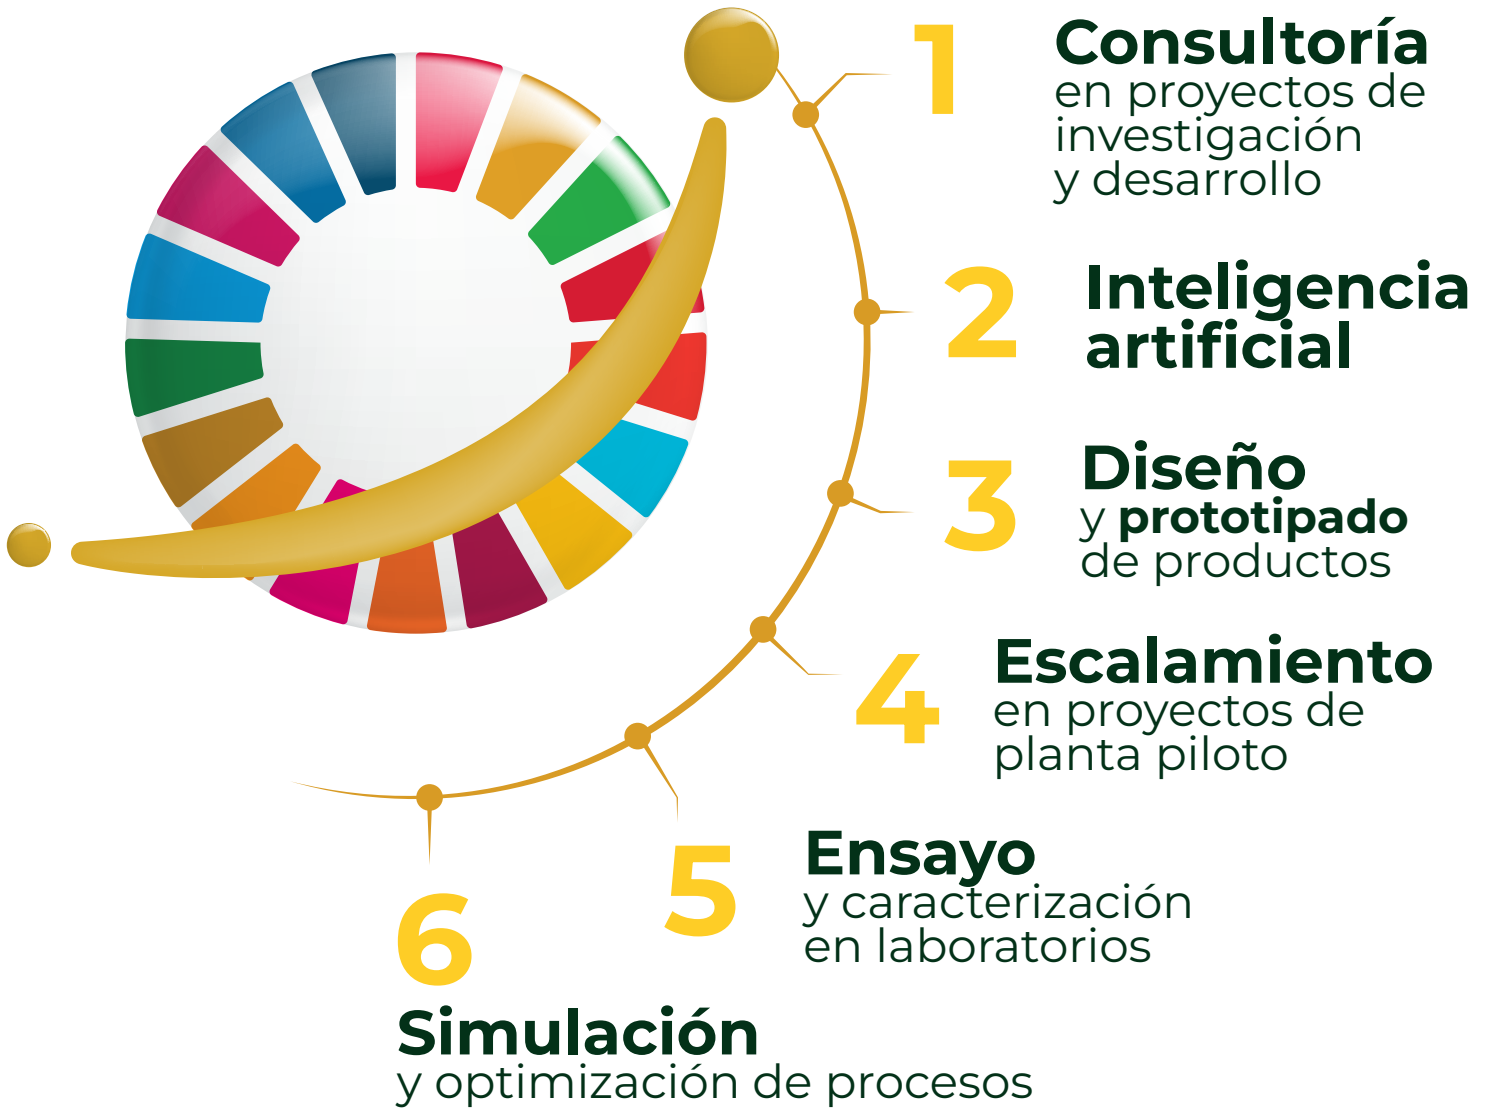 1
Consultoría
en proyectos de
investigación
y desarrollo
2
Inteligencia
artificial
3
Diseño
y prototipado
de productos
4
Escalamiento
en proyectos de
planta piloto
5
Ensayo
y caracterización
en laboratorios
6
Simulación
y optimización de procesos